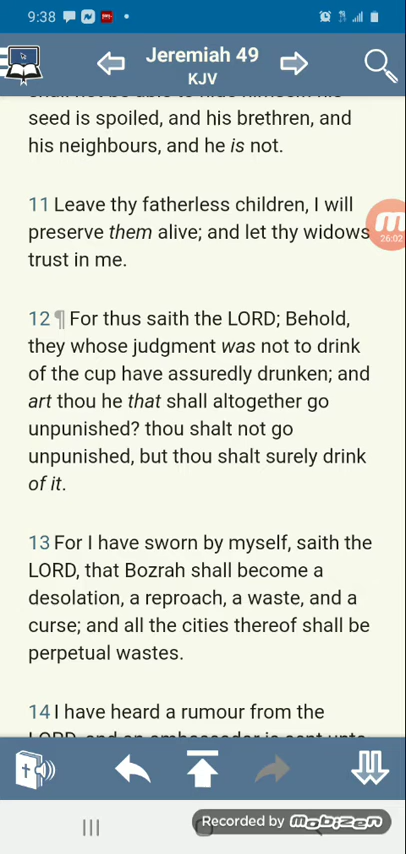 9:38
Jeremiah 49
KJV
seed is spoiled, and his brethren, and
his neighbours, and he is not.
11 Leave thy fatherless children, I will
preserve them alive; and let thy widows
trust in me.
26:02
12 ¶ For thus saith the LORD; Behold,
they whose judgment was not to drink
of the cup have assuredly drunken; and
art thou he that shall altogether go
unpunished? thou shalt not go
unpunished, but thou shalt surely drink
of it.
13 For I have sworn by myself, saith the
LORD, that Bozrah shall become a
desolation, a reproach, a waste, and a
curse; and all the cities thereof shall be
perpetual wastes.
14 I have heard a rumour from the
Recorded by mobizen